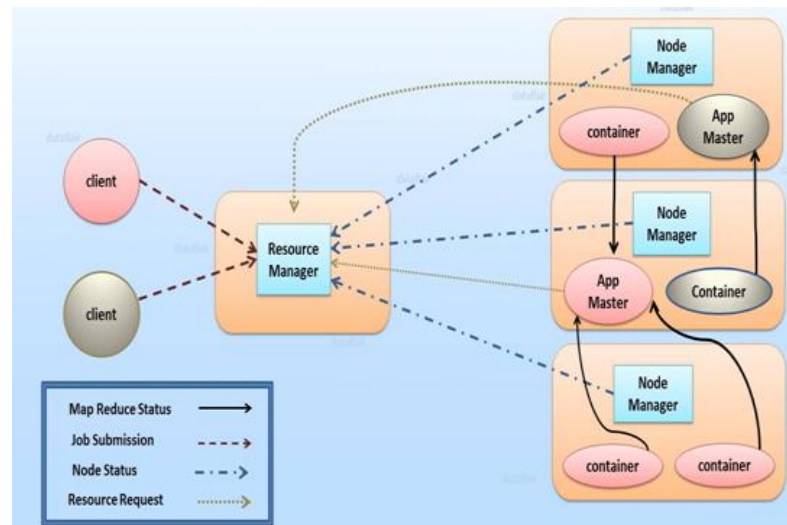 Node
Manager
container
App
Master
client
Resource
Manager
Node
Manager
App
Master
Container
client
Node
Manager
container
container
Map Reduce Status
Job Submission
Node Status
Resource Request